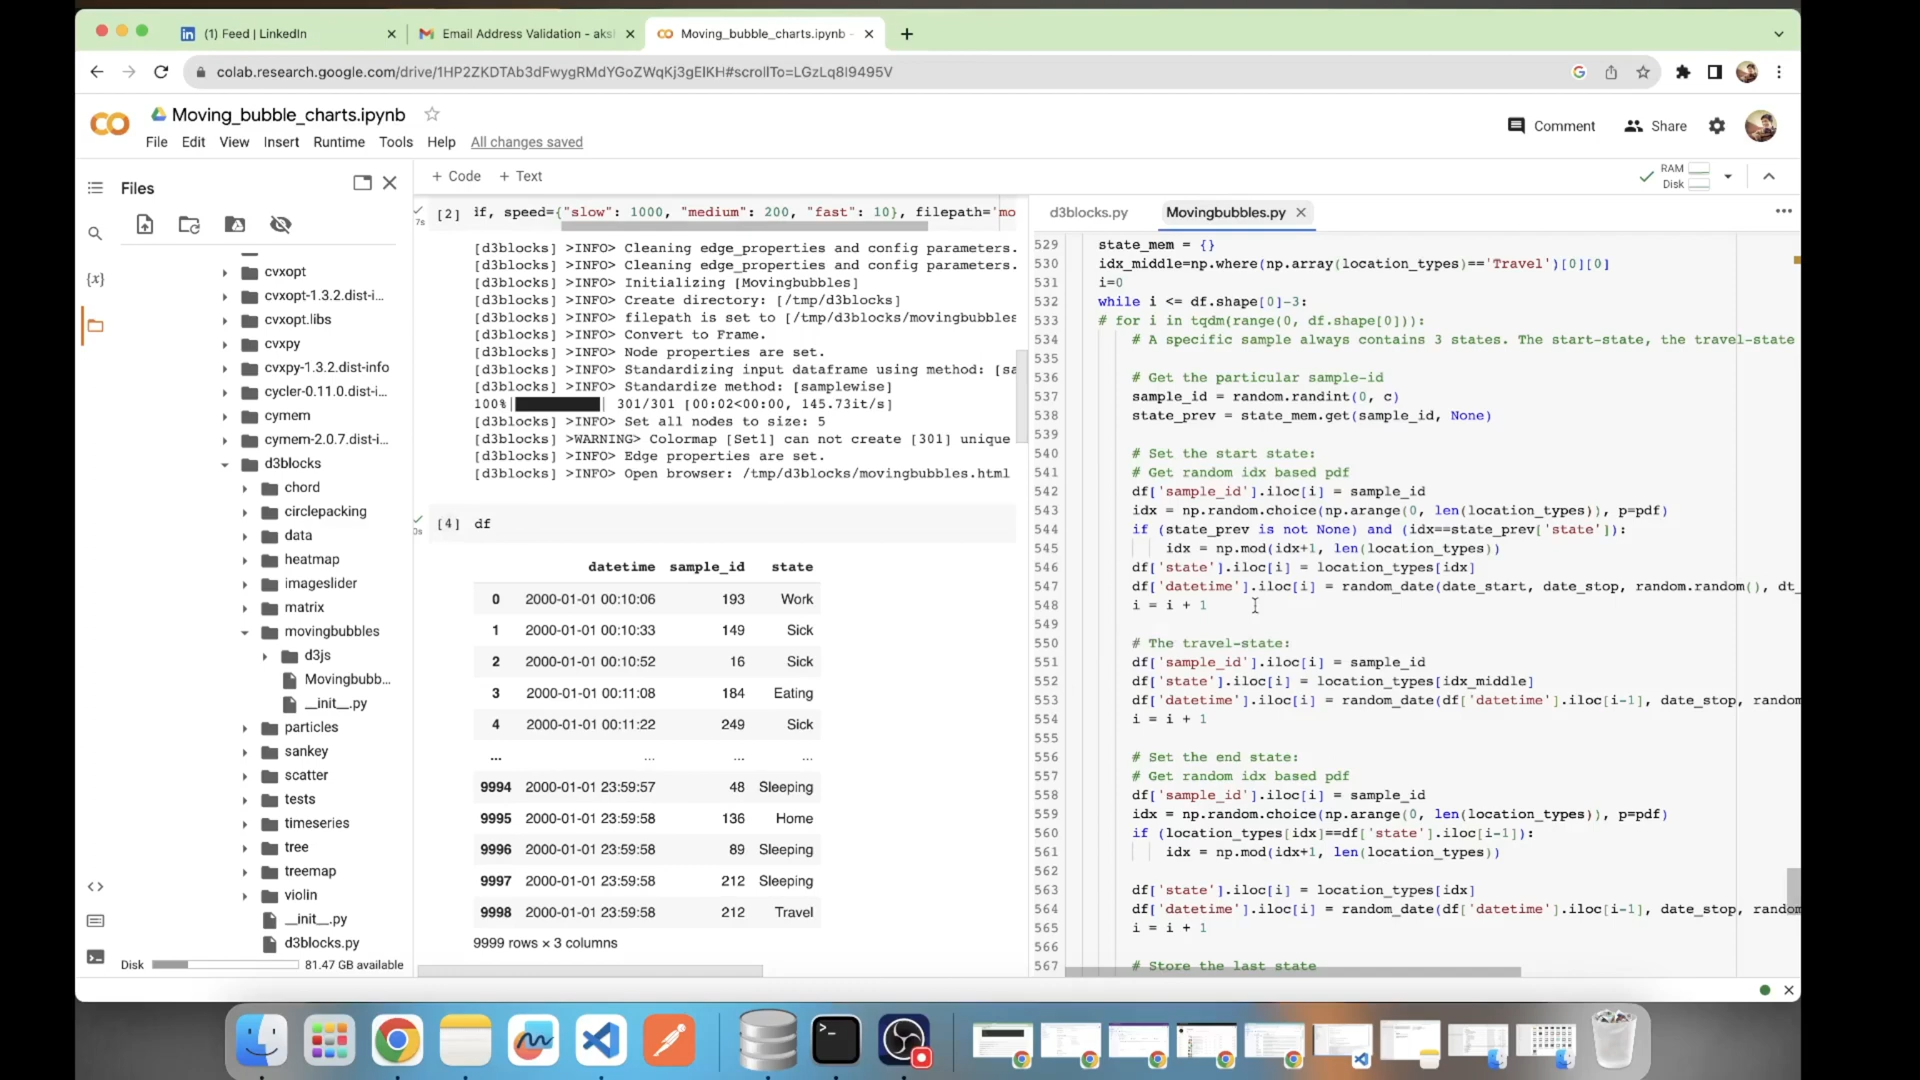 (1) Feed | LinkedIn
Email Address Validation - aks
Moving_bubble_charts.ipynb -
colab.research.google.com/drive/1HP2ZKDTAb3dFwygRMdYGoZWqKj3gElKH#scrollTo=LGzLq8I9495V
Moving_bubble_charts.ipynb
File Edit View Insert Runtime Tools Help All changes saved
Comment Share
Files
+ Code + Text
RAM
Disk
cvxopt
cvxopt-1.3.2.dist-i...
cvxopt.libs
cvxpy
cvxpy-1.3.2.dist-info
cycler-0.11.0.dist-i...
cymem
cymem-2.0.7.dist-i...
d3blocks
chord
circlepacking
data
heatmap
imageslider
matrix
movingbubbles
d3js
Movingbubb...
__init__.py
particles
sankey
scatter
tests
timeseries
tree
treemap
violin
__init__.py
d3blocks.py
Disk 81.47 GB available
7s
[2] df, speed={"slow": 1000, "medium": 200, "fast": 10}, filepath='mo
[d3blocks] >INFO> Cleaning edge_properties and config parameters.
[d3blocks] >INFO> Cleaning edge_properties and config parameters.
[d3blocks] >INFO> Initializing [Movingbubbles]
[d3blocks] >INFO> Create directory: [/tmp/d3blocks]
[d3blocks] >INFO> filepath is set to [/tmp/d3blocks/movingbubbles
[d3blocks] >INFO> Convert to Frame.
[d3blocks] >INFO> Node properties are set.
[d3blocks] >INFO> Standardizing input dataframe using method: [sa
[d3blocks] >INFO> Standardize method: [samplewise]
100%| | 301/301 [00:02<00:00, 145.73it/s]
[d3blocks] >INFO> Set all nodes to size: 5
[d3blocks] >WARNING> Colormap [Set1] can not create [301] unique
[d3blocks] >INFO> Edge properties are set.
[d3blocks] >INFO> Open browser: /tmp/d3blocks/movingbubbles.html
0s
[4] df
datetime sample_id state
0 2000-01-01 00:10:06 193 Work
1 2000-01-01 00:10:33 149 Sick
2 2000-01-01 00:10:52 16 Sick
3 2000-01-01 00:11:08 184 Eating
4 2000-01-01 00:11:22 249 Sick
... ... ... ...
9994 2000-01-01 23:59:57 48 Sleeping
9995 2000-01-01 23:59:58 136 Home
9996 2000-01-01 23:59:58 89 Sleeping
9997 2000-01-01 23:59:58 212 Sleeping
9998 2000-01-01 23:59:58 212 Travel
9999 rows × 3 columns
d3blocks.py Movingbubbles.py
529 state_mem = {}
530 idx_middle=np.where(np.array(location_types)=='Travel')[0][0]
531 i=0
532 while i <= df.shape[0]-3:
533 # for i in tqdm(range(0, df.shape[0])):
534 # A specific sample always contains 3 states. The start-state, the travel-state
535
536 # Get the particular sample-id
537 sample_id = random.randint(0, c)
538 state_prev = state_mem.get(sample_id, None)
539
540 # Set the start state:
541 # Get random idx based pdf
542 df['sample_id'].iloc[i] = sample_id
543 idx = np.random.choice(np.arange(0, len(location_types)), p=pdf)
544 if (state_prev is not None) and (idx==state_prev['state']):
545 idx = np.mod(idx+1, len(location_types))
546 df['state'].iloc[i] = location_types[idx]
547 df['datetime'].iloc[i] = random_date(date_start, date_stop, random.random(), dt_
548 i = i + 1
549
550 # The travel-state:
551 df['sample_id'].iloc[i] = sample_id
552 df['state'].iloc[i] = location_types[idx_middle]
553 df['datetime'].iloc[i] = random_date(df['datetime'].iloc[i-1], date_stop, random
554 i = i + 1
555
556 # Set the end state:
557 # Get random idx based pdf
558 df['sample_id'].iloc[i] = sample_id
559 idx = np.random.choice(np.arange(0, len(location_types)), p=pdf)
560 if (location_types[idx]==df['state'].iloc[i-1]):
561 idx = np.mod(idx+1, len(location_types))
562
563 df['state'].iloc[i] = location_types[idx]
564 df['datetime'].iloc[i] = random_date(df['datetime'].iloc[i-1], date_stop, random
565 i = i + 1
566
567 # Store the last state